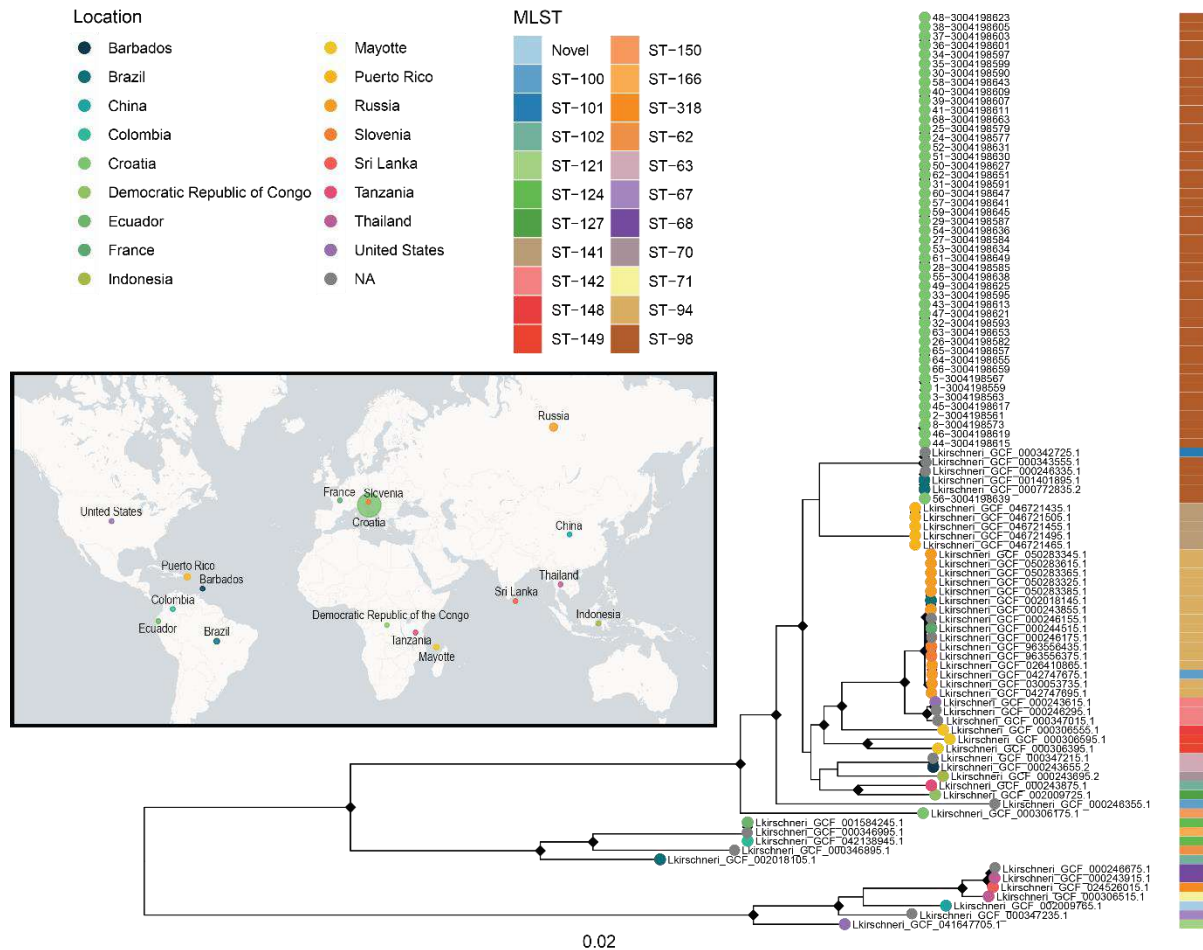 Location
Barbados
Brazil
China
Colombia
Croatia
Democratic Republic of Congo
Ecuador
France
Indonesia
Mayotte
Puerto Rico
Russia
Slovenia
Sri Lanka
Tanzania
Thailand
United States
NA
MLST
Novel
ST-100
ST-101
ST-102
ST-121
ST-124
ST-127
ST-141
ST-142
ST-148
ST-149
ST-150
ST-166
ST-318
ST-62
ST-63
ST-67
ST-68
ST-70
ST-71
ST-94
ST-98
Russia
France
Slovenia
Croatia
United States
China
Puerto Rico
Barbados
Thailand
Sri Lanka
Colombia
Democratic Republic of the Congo
Indonesia
Ecuador
Brazil
Tanzania
Mayotte
48-3004198623
38-3004198605
37-3004198603
36-3004198601
34-3004198597
35-3004198599
30-3004198590
58-3004198643
40-3004198609
39-3004198607
41-3004198611
68-3004198663
25-3004198579
24-3004198577
52-3004198631
51-3004198630
50-3004198627
62-3004198651
31-3004198591
60-3004198647
57-3004198641
59-3004198645
29-3004198587
54-3004198636
27-3004198584
53-3004198634
61-3004198649
28-3004198585
55-3004198638
49-3004198625
33-3004198595
43-3004198613
47-3004198621
32-3004198593
63-3004198653
26-3004198582
65-3004198657
64-3004198655
66-3004198659
5-3004198567
1-3004198559
3-3004198563
45-3004198617
2-3004198561
8-3004198573
46-3004198619
44-3004198615
Lkirschneri_GCF_000342725.1
Lkirschneri_GCF_000343555.1
Lkirschneri_GCF_000246335.1
Lkirschneri_GCF_001401895.1
Lkirschneri_GCF_000772835.2
56-3004198639
Lkirschneri_GCF_046721435.1
Lkirschneri_GCF_046721505.1
Lkirschneri_GCF_046721455.1
Lkirschneri_GCF_046721495.1
Lkirschneri_GCF_046721465.1
Lkirschneri_GCF_050283345.1
Lkirschneri_GCF_050283615.1
Lkirschneri_GCF_050283365.1
Lkirschneri_GCF_050283325.1
Lkirschneri_GCF_050283385.1
Lkirschneri_GCF_002018145.1
Lkirschneri_GCF_000243855.1
Lkirschneri_GCF_000246155.1
Lkirschneri_GCF_000244515.1
Lkirschneri_GCF_000246175.1
Lkirschneri_GCF_963556435.1
Lkirschneri_GCF_963556375.1
Lkirschneri_GCF_026410865.1
Lkirschneri_GCF_042747675.1
Lkirschneri_GCF_030053735.1
Lkirschneri_GCF_042747695.1
Lkirschneri_GCF_000243615.1
Lkirschneri_GCF_000246295.1
Lkirschneri_GCF_000347015.1
Lkirschneri_GCF_000306555.1
Lkirschneri_GCF_000306595.1
Lkirschneri_GCF_000306395.1
Lkirschneri_GCF_000347215.1
Lkirschneri_GCF_000243655.2
Lkirschneri_GCF_000243695.2
Lkirschneri_GCF_000243875.1
Lkirschneri_GCF_002009725.1
Lkirschneri_GCF_000246355.1
Lkirschneri_GCF_000306175.1
Lkirschneri_GCF_001584245.1
Lkirschneri_GCF_000346995.1
Lkirschneri_GCF_042138945.1
Lkirschneri_GCF_000346895.1
Lkirschneri_GCF_002018105.1
Lkirschneri_GCF_000246675.1
Lkirschneri_GCF_000243915.1
Lkirschneri_GCF_024526015.1
Lkirschneri_GCF_000306515.1
Lkirschneri_GCF_002009765.1
Lkirschneri_GCF_000347235.1
Lkirschneri_GCF_041647705.1
0.02